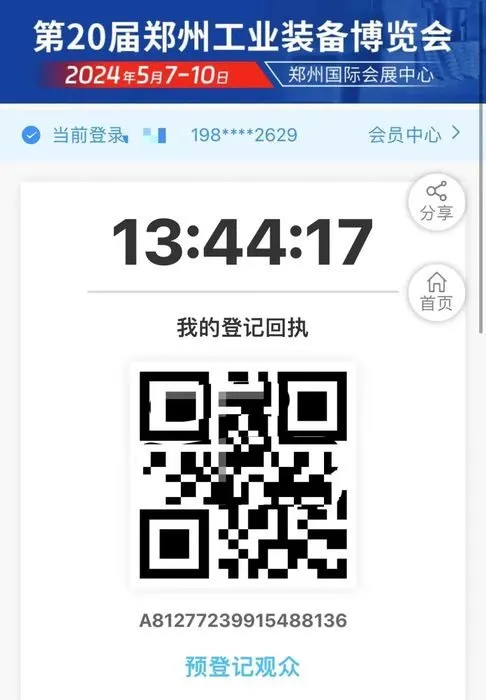 第20届郑州工业装备博览会
2024年5月7-10日 郑州国际会展中心
当前登录 198****2629 会员中心
分享
13:44:17
首页
我的登记回执
A81277239915488136
预登记观众